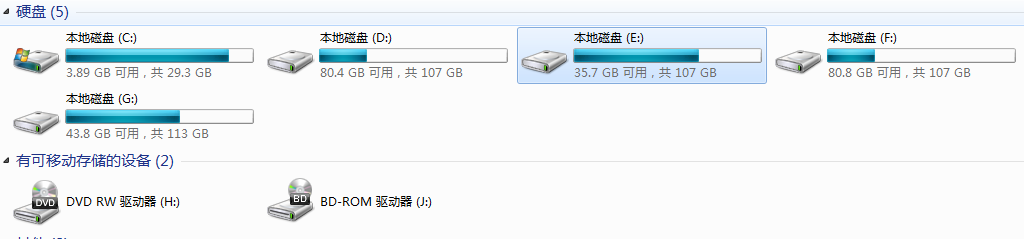 硬盘 (5)
本地磁盘 (C:)
3.89 GB 可用，共 29.3 GB
本地磁盘 (D:)
80.4 GB 可用，共 107 GB
本地磁盘 (E:)
35.7 GB 可用，共 107 GB
本地磁盘 (F:)
80.8 GB 可用，共 107 GB
本地磁盘 (G:)
43.8 GB 可用，共 113 GB
有可移动存储的设备 (2)
DVD
DVD RW 驱动器 (H:)
BD
BD-ROM 驱动器 (J:)